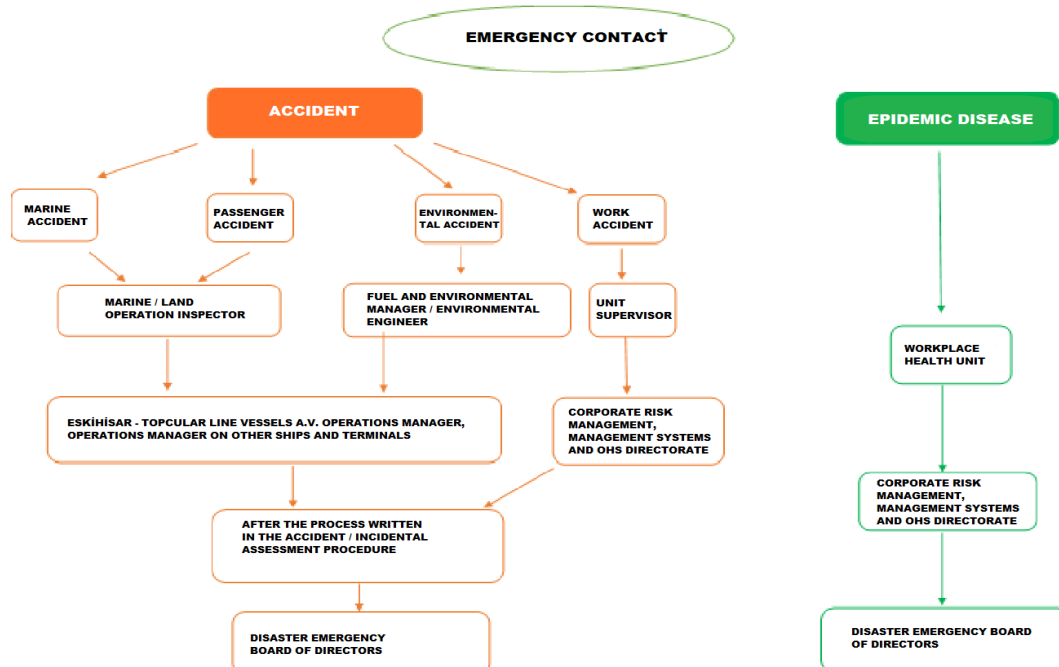 EMERGENCY CONTACT
ACCIDENT
EPIDEMIC DISEASE
MARINE
ACCIDENT
PASSENGER
ACCIDENT
ENVIRONMEN-
TAL ACCIDENT
WORK
ACCIDENT
MARINE / LAND
OPERATION INSPECTOR
FUEL AND ENVIRONMENTAL
MANAGER / ENVIRONMENTAL
ENGINEER
UNIT
SUPERVISOR
WORKPLACE
HEALTH UNIT
ESKİHİSAR - TOPCULAR LINE VESSELS A.V. OPERATIONS MANAGER,
OPERATIONS MANAGER ON OTHER SHIPS AND TERMINALS
CORPORATE RISK
MANAGEMENT,
MANAGEMENT SYSTEMS
AND OHS DIRECTORATE
CORPORATE RISK
MANAGEMENT,
MANAGEMENT SYSTEMS
AND OHS DIRECTORATE
AFTER THE PROCESS WRITTEN
IN THE ACCIDENT / INCIDENTAL
ASSESSMENT PROCEDURE
DISASTER EMERGENCY
BOARD OF DIRECTORS
DISASTER EMERGENCY BOARD OF
DIRECTORS